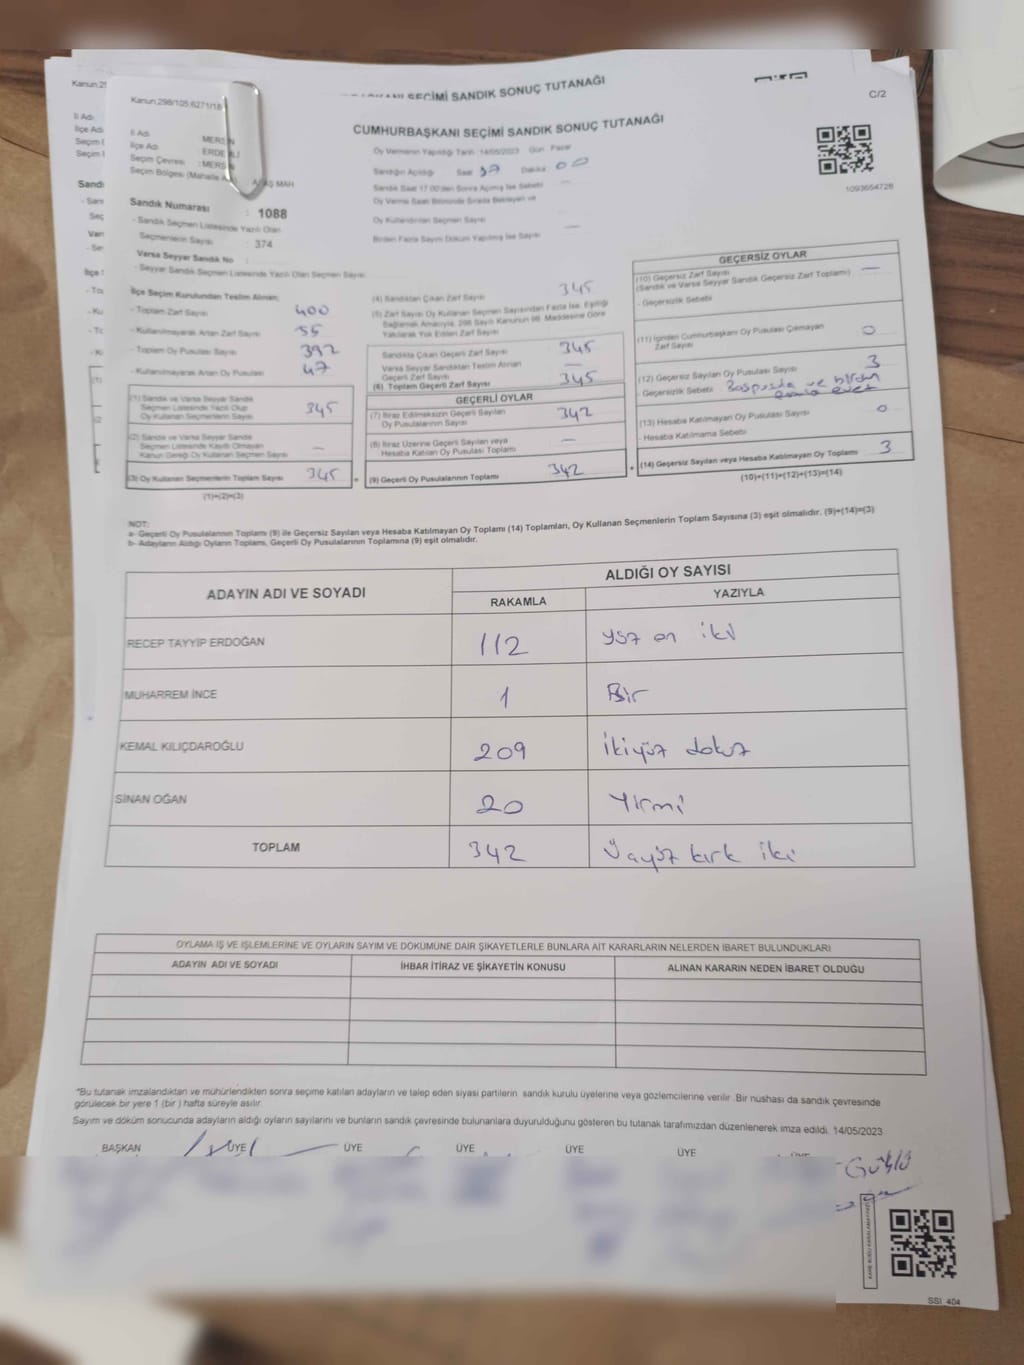 Kanun:298/105;6271/18
SEÇİMİ SANDIK SONUÇ TUTANAĞI
C/2
CUMHURBAŞKANI SEÇİMİ SANDIK SONUÇ TUTANAĞI
1093654728
İl Adı
MERSİN
İlçe Adı
Seçim Çevresi : MERSİN
Seçim Bölgesi (Mahalle
MAH
Oy Vermenin Yapıldığı Tarih: 14/05/2023 Gün: Pazar
Sandığın Açıldığı Saat 17 Dakika 00
Sandık Saat 17:00'den Sonra Açılmış İse Sebebi
Oy Verme Saati Bitiminde Sırada Bekleyen ve
Oy Kullandırılan Seçmen Sayısı
Birden Fazla Sayım Döküm Yapılmış İse Sayısı
Sandık Numarası : 1088
- Sandık Seçmen Listesinde Yazılı Olan
Seçmenlerin Sayısı : 374
Varsa Seyyar Sandık No :
- Seyyar Sandık Seçmen Listesinde Yazılı Olan Seçmen Sayısı
İlçe Seçim Kurulundan Teslim Alınan;
- Toplam Zarf Sayısı 400
- Kullanılmayarak Artan Zarf Sayısı 55
- Toplam Oy Pusulası Sayısı 392
- Kullanılmayarak Artan Oy Pusulası 47
(1) Sandık ve Varsa Seyyar Sandık
Seçmen Listesinde Yazılı Olup
Oy Kullanan Seçmenlerin Sayısı 345
(2) Sandık ve Varsa Seyyar Sandık
Seçmen Listesinde Kayıtlı Olmayan
Kanun Gereği Oy Kullanan Seçmen Sayısı –
(3) Oy Kullanan Seçmenlerin Toplam Sayısı 345
(1)+(2)=(3)
(4) Sandıktan Çıkan Zarf Sayısı 345
(5) Zarf Sayısı Oy Kullanan Seçmen Sayısından Fazla İse, Eşitliği
Sağlamak Amacıyla, 298 Sayılı Kanunun 98. Maddesine Göre
Yakılarak Yok Edilen Zarf Sayısı
Sandıkta Çıkan Geçerli Zarf Sayısı 345
Varsa Seyyar Sandıktan Teslim Alınan
Geçerli Zarf Sayısı –
(6) Toplam Geçerli Zarf Sayısı 345
GEÇERLİ OYLAR
(7) İtiraz Edilmeksizin Geçerli Sayılan
Oy Pusulalarının Sayısı 342
(8) İtiraz Üzerine Geçerli Sayılan veya
Hesaba Katılan Oy Pusulası Toplamı –
(9) Geçerli Oy Pusulalarının Toplamı 342
GEÇERSİZ OYLAR
(10) Geçersiz Zarf Sayısı –
(Sandık ve Varsa Seyyar Sandık Geçersiz Zarf Toplamı)
- Geçersizlik Sebebi
(11) İçinden Cumhurbaşkanı Oy Pusulası Çıkmayan
Zarf Sayısı 0
(12) Geçersiz Sayılan Oy Pusulası Sayısı 3
- Geçersizlik Sebebi ve birden
evet
(13) Hesaba Katılmayan Oy Pusulası Sayısı 0
- Hesaba Katılmama Sebebi
(14) Geçersiz Sayılan veya Hesaba Katılmayan Oy Toplamı 3
(10)+(11)+(12)+(13)=(14)
NOT:
a- Geçerli Oy Pusulalarının Toplamı (9) ile Geçersiz Sayılan veya Hesaba Katılmayan Oy Toplamı (14) Toplamları, Oy Kullanan Seçmenlerin Toplam Sayısına (3) eşit olmalıdır. (9)+(14)=(3)
b- Adayların Aldığı Oyların Toplamı, Geçerli Oy Pusulalarının Toplamına (9) eşit olmalıdır.
ADAYIN ADI VE SOYADI
ALDIĞI OY SAYISI
RAKAMLA YAZIYLA
RECEP TAYYİP ERDOĞAN 112 Yüz on iki
MUHARREM İNCE 1 Bir
KEMAL KILIÇDAROĞLU 209 İkiyüz dokuz
SİNAN OĞAN 20 Yirmi
TOPLAM 342 Üçyüz kırk iki
OYLAMA İŞ VE İŞLEMLERİNE VE OYLARIN SAYIM VE DÖKÜMÜNE DAİR ŞİKAYETLERLE BUNLARA AİT KARARLARIN NELERDEN İBARET BULUNDUKLARI
ADAYIN ADI VE SOYADI İHBAR İTİRAZ VE ŞİKAYETİN KONUSU ALINAN KARARIN NEDEN İBARET OLDUĞU
*Bu tutanak imzalandıktan ve mühürlendikten sonra seçime katılan adayların ve talep eden siyasi partilerin sandık kurulu üyelerine veya gözlemcilerine verilir. Bir nüshası da sandık çevresinde
görülecek bir yere 1 (bir ) hafta süreyle asılır.
Sayım ve döküm sonucunda adayların aldığı oyların sayılarını ve bunların sandık çevresinde bulunanlara duyurulduğunu gösteren bu tutanak tarafımızdan düzenlenerek imza edildi. 14/05/2023
BAŞKAN ÜYE ÜYE ÜYE ÜYE ÜYE
SSI 404